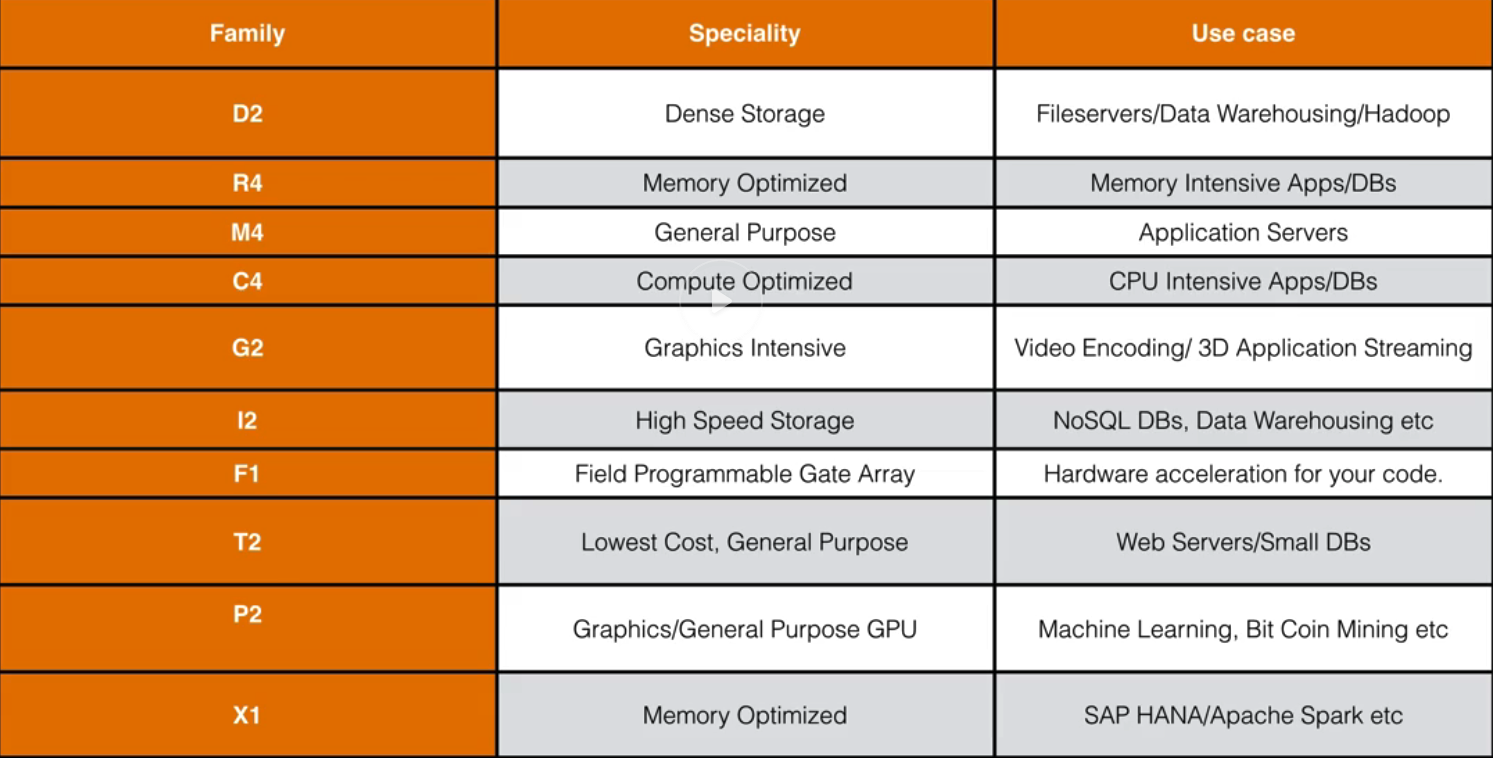 Family Speciality Use case
D2 Dense Storage Fileservers/Data Warehousing/Hadoop
R4 Memory Optimized Memory Intensive Apps/DBs
M4 General Purpose Application Servers
C4 Compute Optimized CPU Intensive Apps/DBs
G2 Graphics Intensive Video Encoding/ 3D Application Streaming
I2 High Speed Storage NoSQL DBs, Data Warehousing etc
F1 Field Programmable Gate Array Hardware acceleration for your code.
T2 Lowest Cost, General Purpose Web Servers/Small DBs
P2 Graphics/General Purpose GPU Machine Learning, Bit Coin Mining etc
X1 Memory Optimized SAP HANA/Apache Spark etc